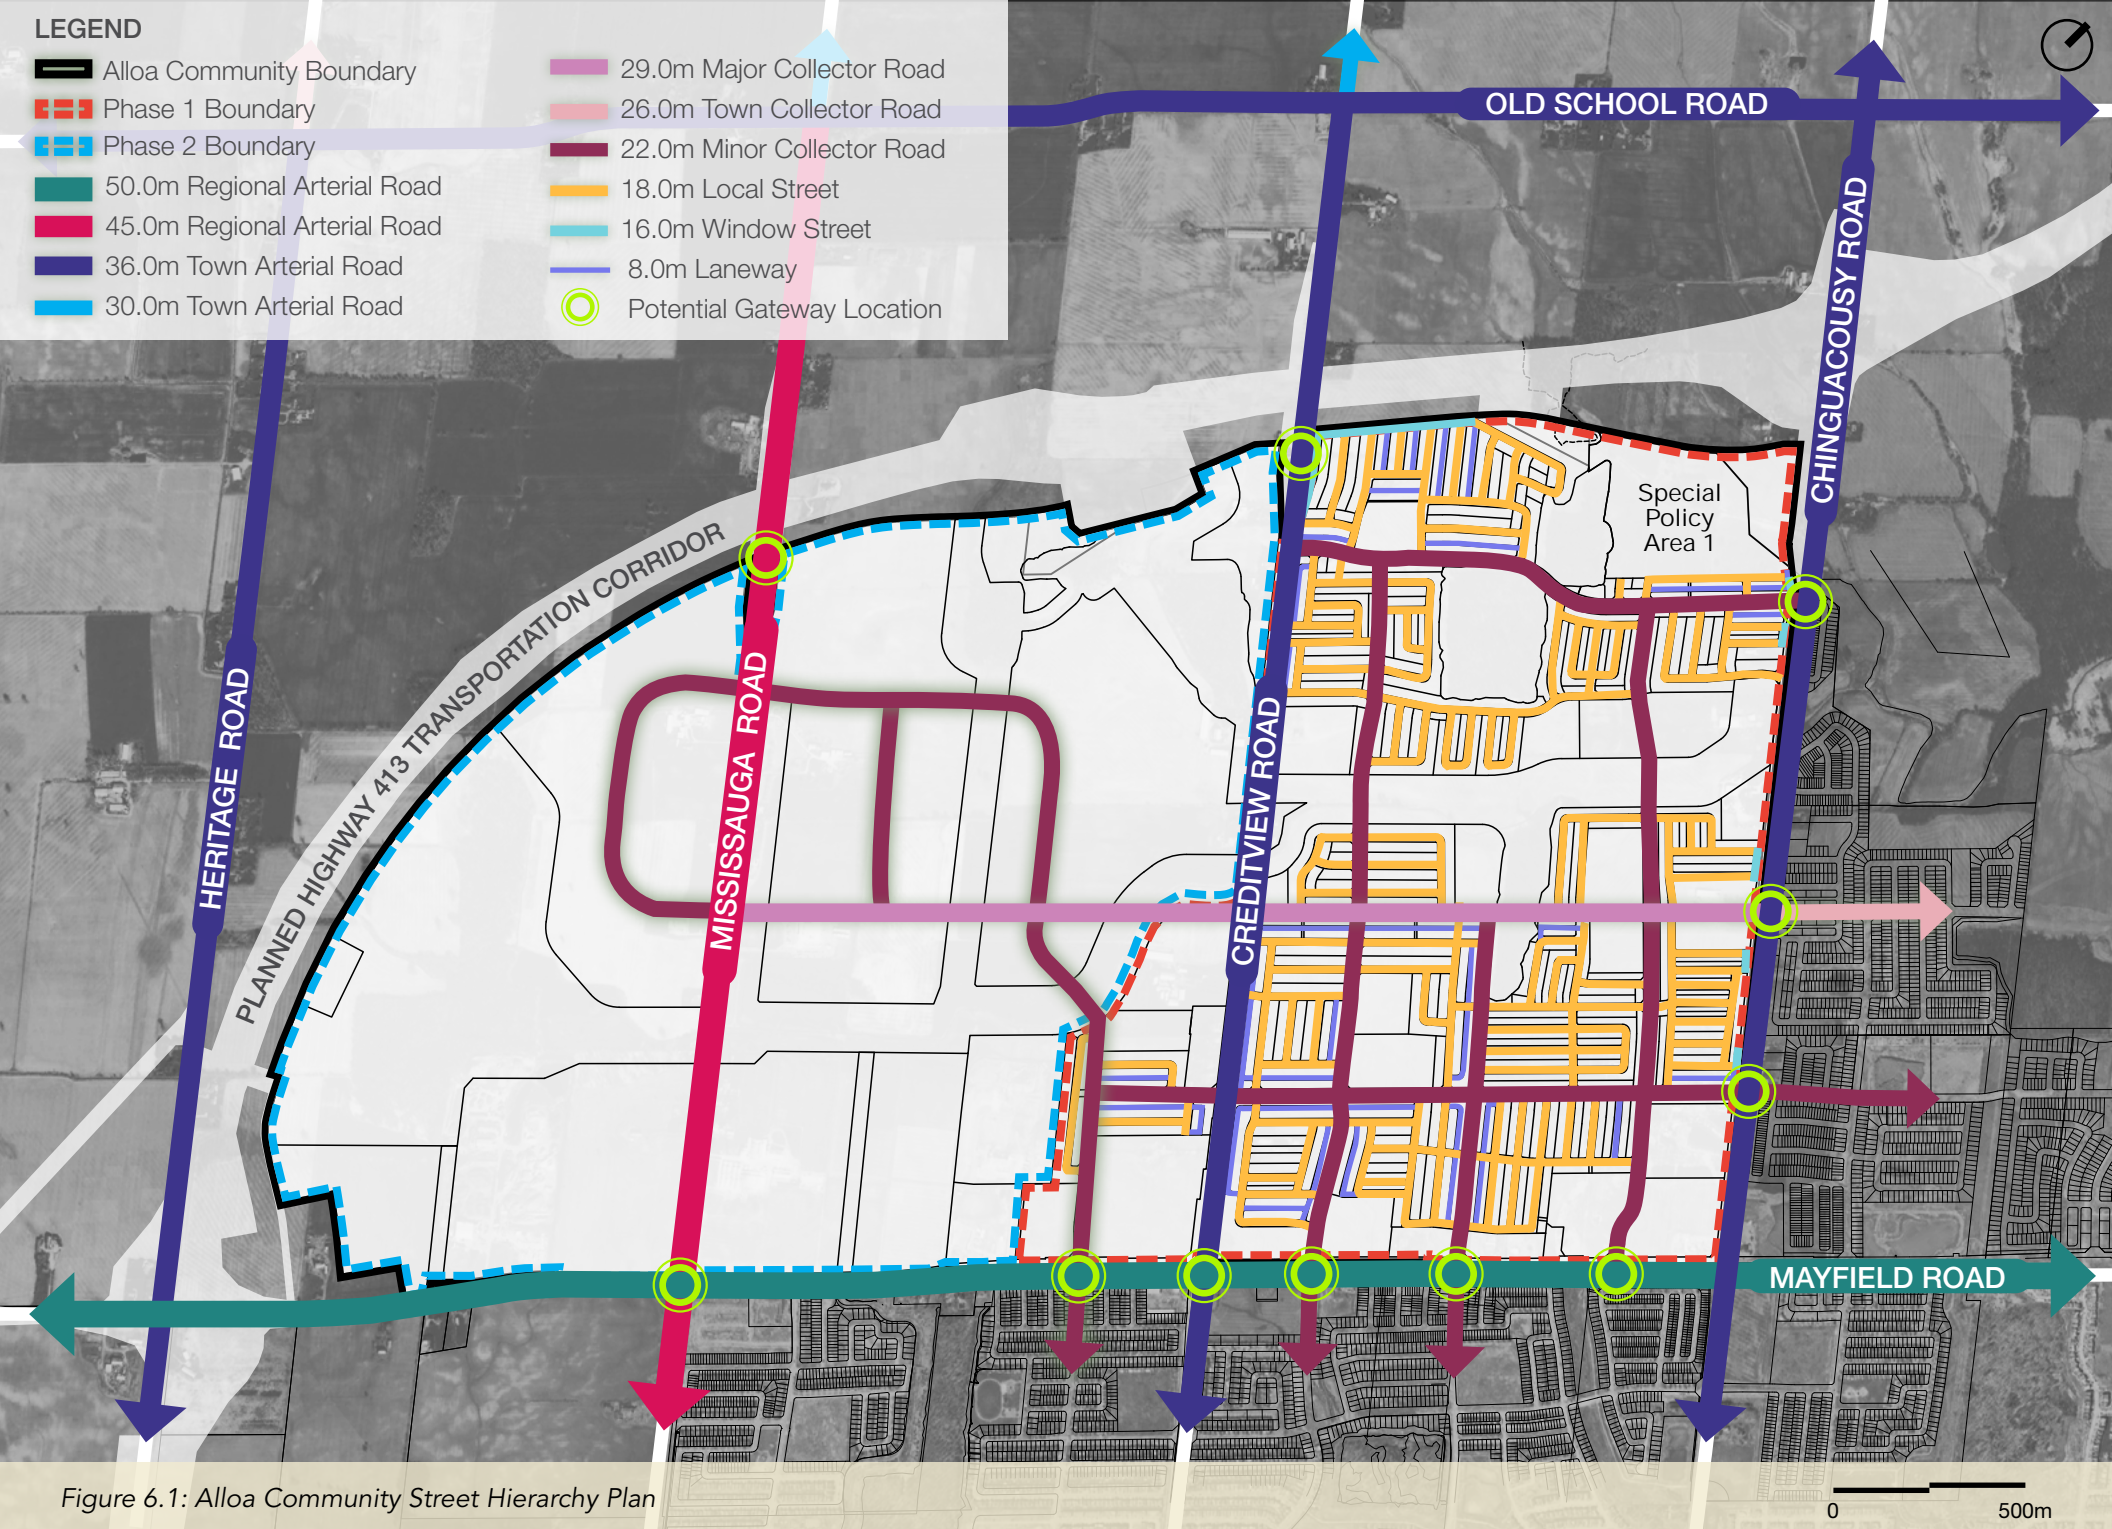 LEGEND
Alloa Community Boundary
Phase 1 Boundary
Phase 2 Boundary
50.0m Regional Arterial Road
45.0m Regional Arterial Road
36.0m Town Arterial Road
30.0m Town Arterial Road
29.0m Major Collector Road
26.0m Town Collector Road
22.0m Minor Collector Road
18.0m Local Street
16.0m Window Street
8.0m Laneway
Potential Gateway Location
OLD SCHOOL ROAD
CHINGUACOUSY ROAD
Special
Policy
Area 1
PLANNED HIGHWAY 413 TRANSPORTATION CORRIDOR
HERITAGE ROAD
MISSISSAUGA ROAD
CREDITVIEW ROAD
MAYFIELD ROAD
Figure 6.1: Alloa Community Street Hierarchy Plan
0 500m